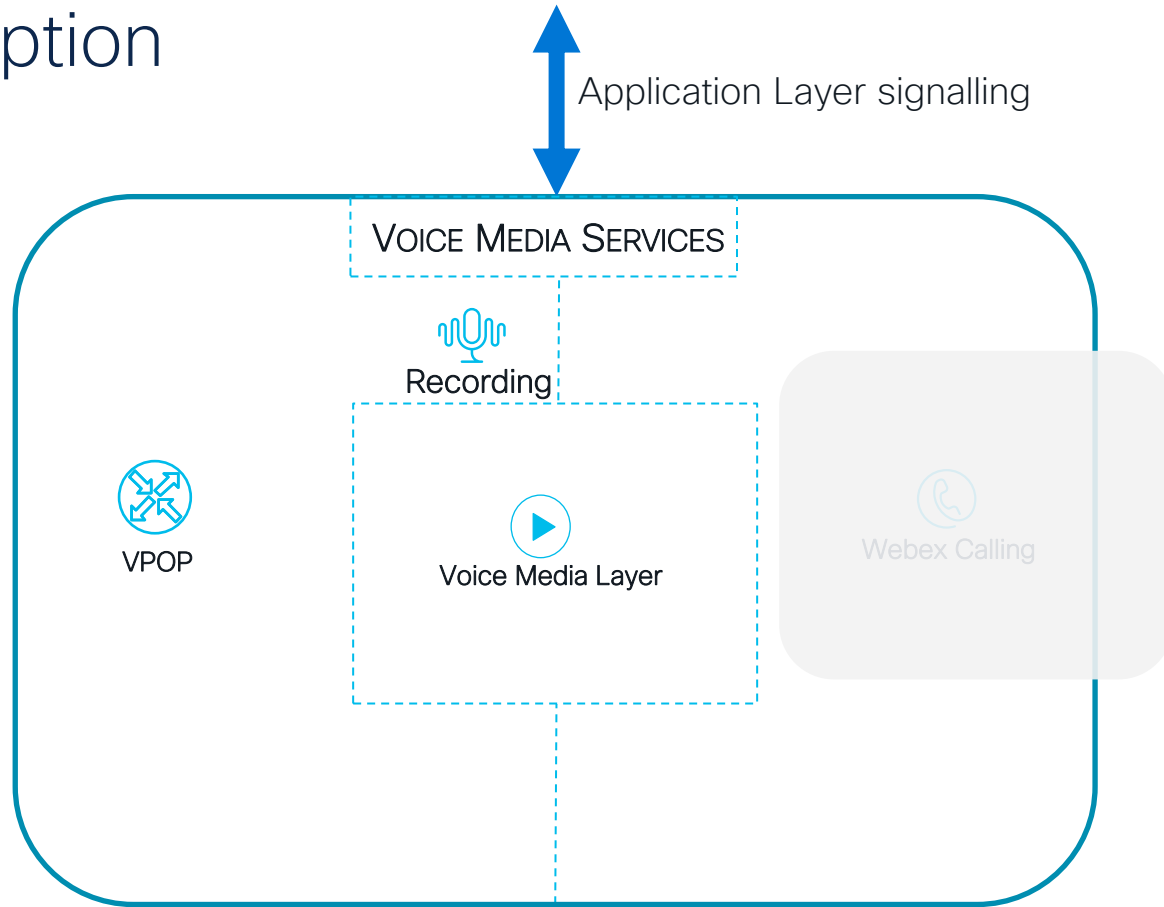 ption
Application Layer signalling
VOICE MEDIA SERVICES
Recording
Webex Calling
VPOP
Voice Media Layer